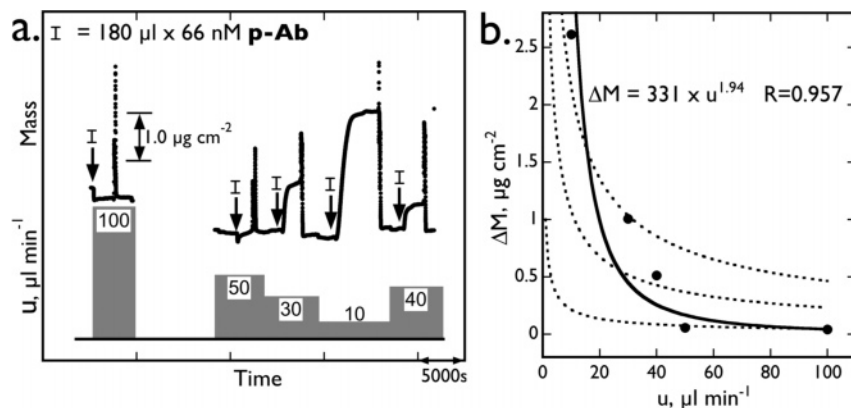 a.
I = 180 µl x 66 nM p-Ab
Mass
I
1.0 µg cm-2
I
I
I
I
u, µl min-1
100
50
30
10
40
Time
5000s
b.
ΔM = 331 x u1.94 R=0.957
ΔM, µg cm-2
2.5
2
1.5
1
0.5
0
0 20 40 60 80 100
u, µl min-1